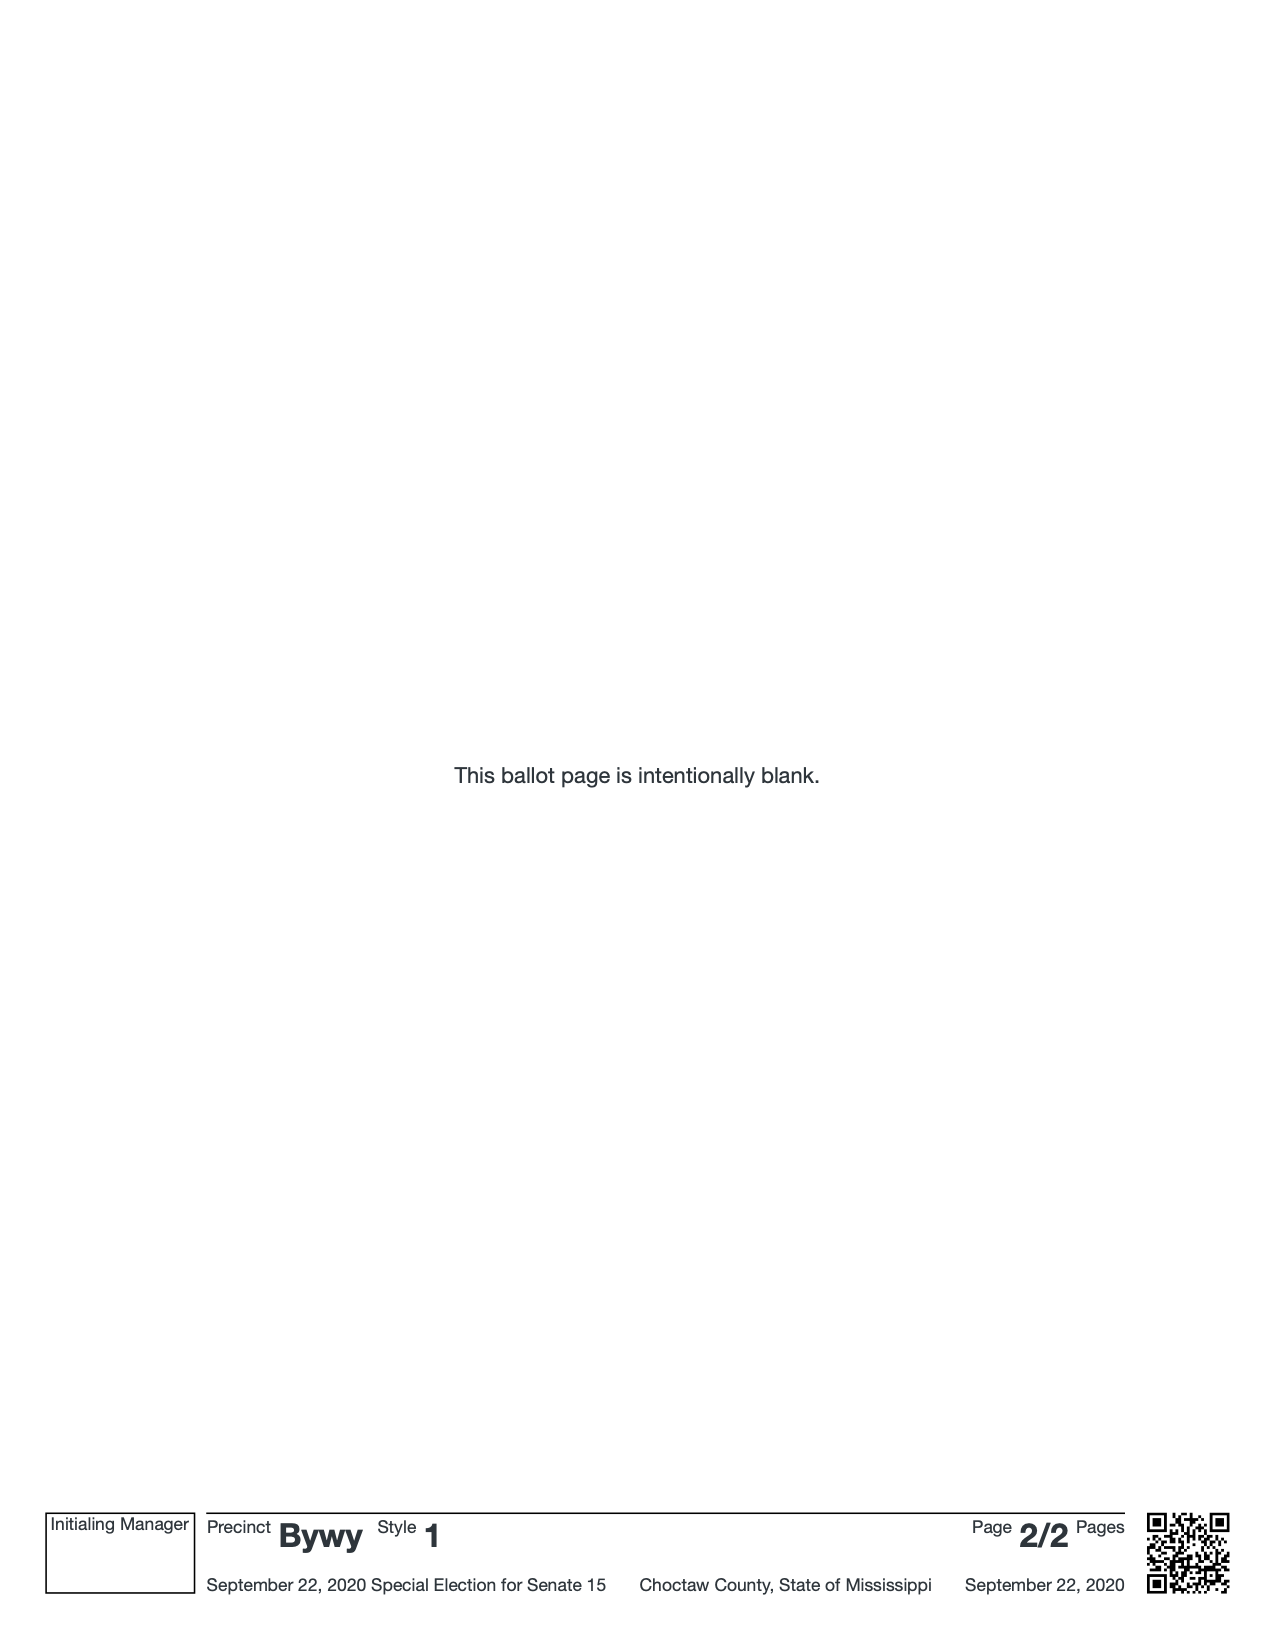 This ballot page is intentionally blank.
Initialing Manager
Precinct Bywy Style 1 Page 2/2 Pages
September 22, 2020 Special Election for Senate 15 Choctaw County, State of Mississippi September 22, 2020